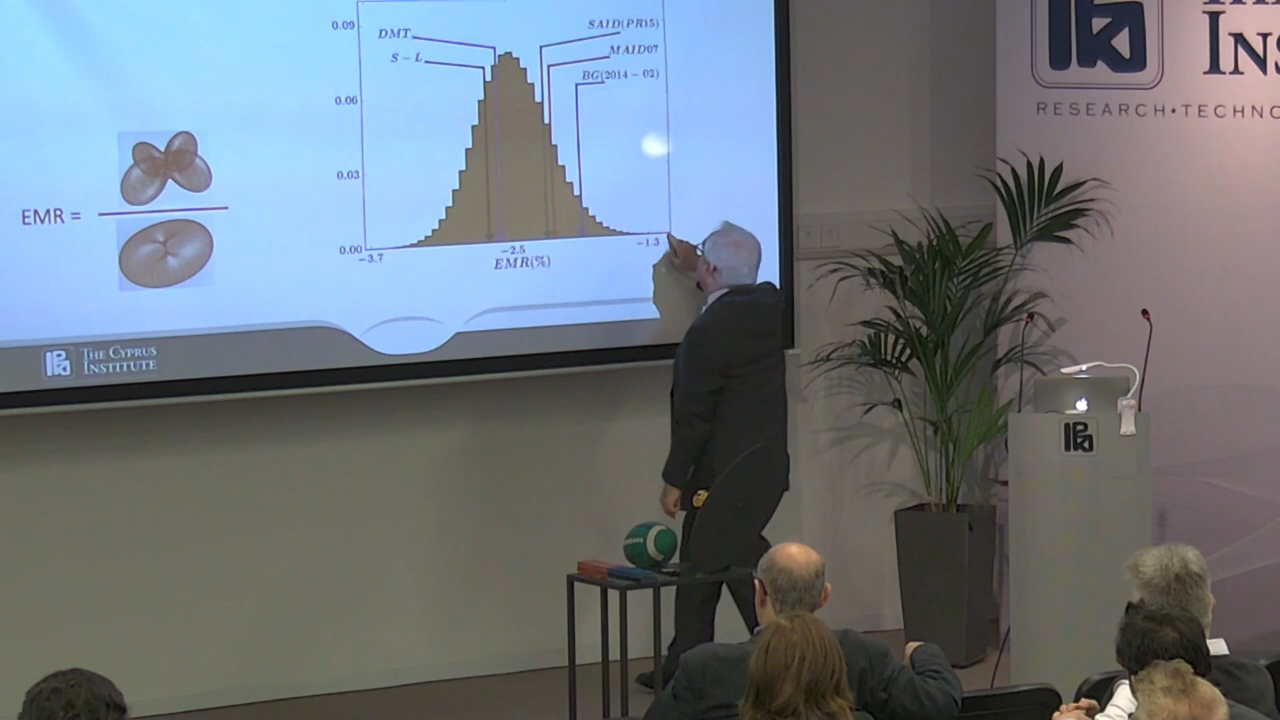 0.09
0.06
0.03
0.00
DMT
S – L
SAID(PR15)
MAID07
BG(2014 – 02)
−3.7
−2.5
−1.3
EMR(%)
EMR =
THE CYPRUS
INSTITUTE
RESEARCH•TECHNO